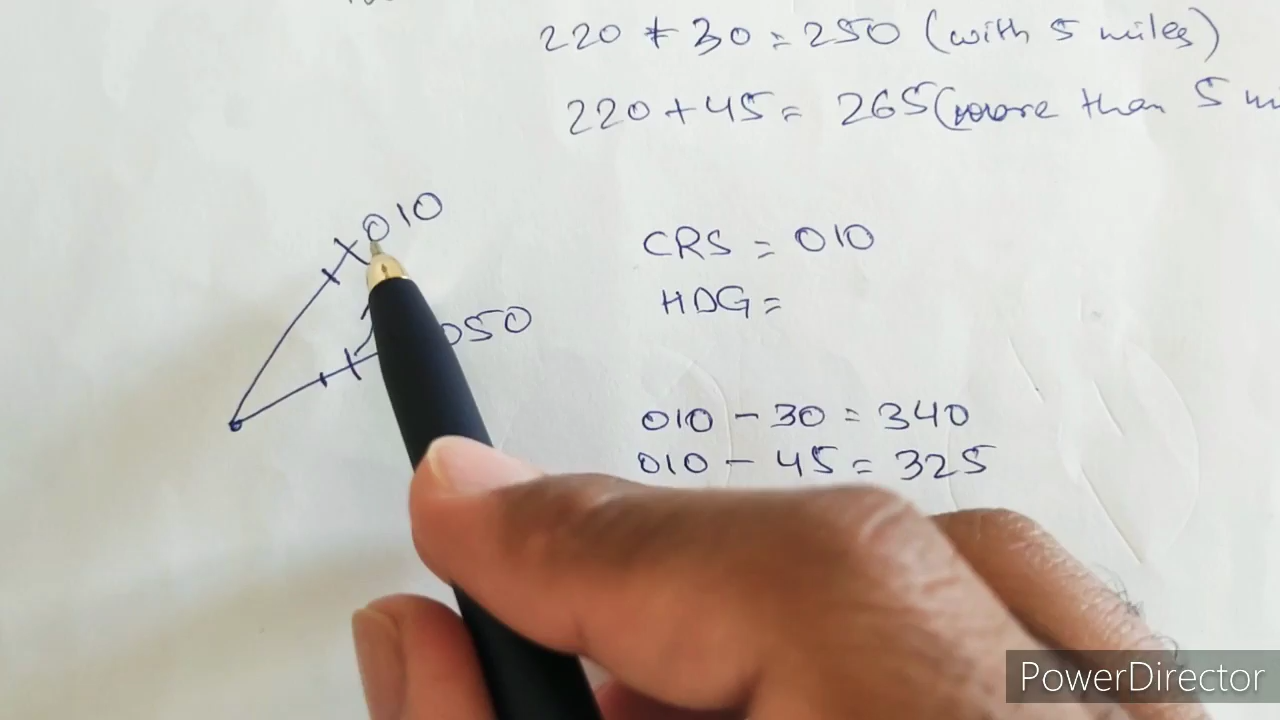 220 + 30 = 250 (with 5 miles)
220 + 45 = 265 (more than 5
010
050
CRS = 010
HDG =
010 - 30 = 340
010 - 45 = 325
PowerDirector